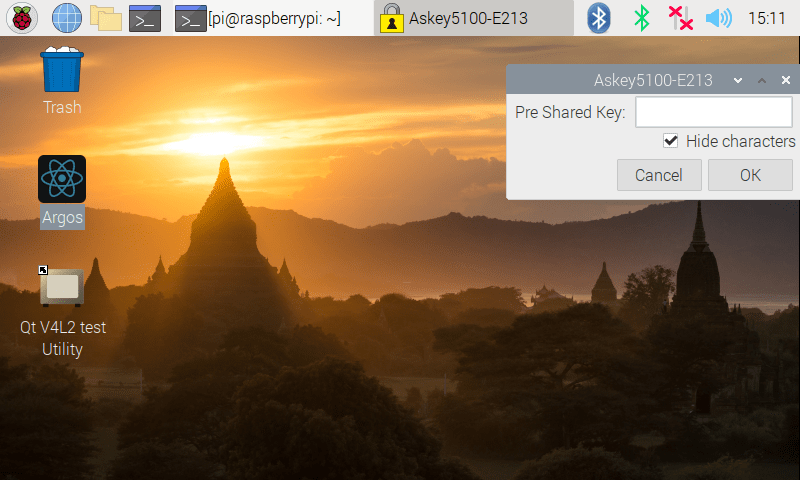 [pi@raspberrypi: ~]
Askey5100-E213
15:11
Trash
Askey5100-E213
Pre Shared Key:
Hide characters
Cancel
OK
Argos
Qt V4L2 test
Utility